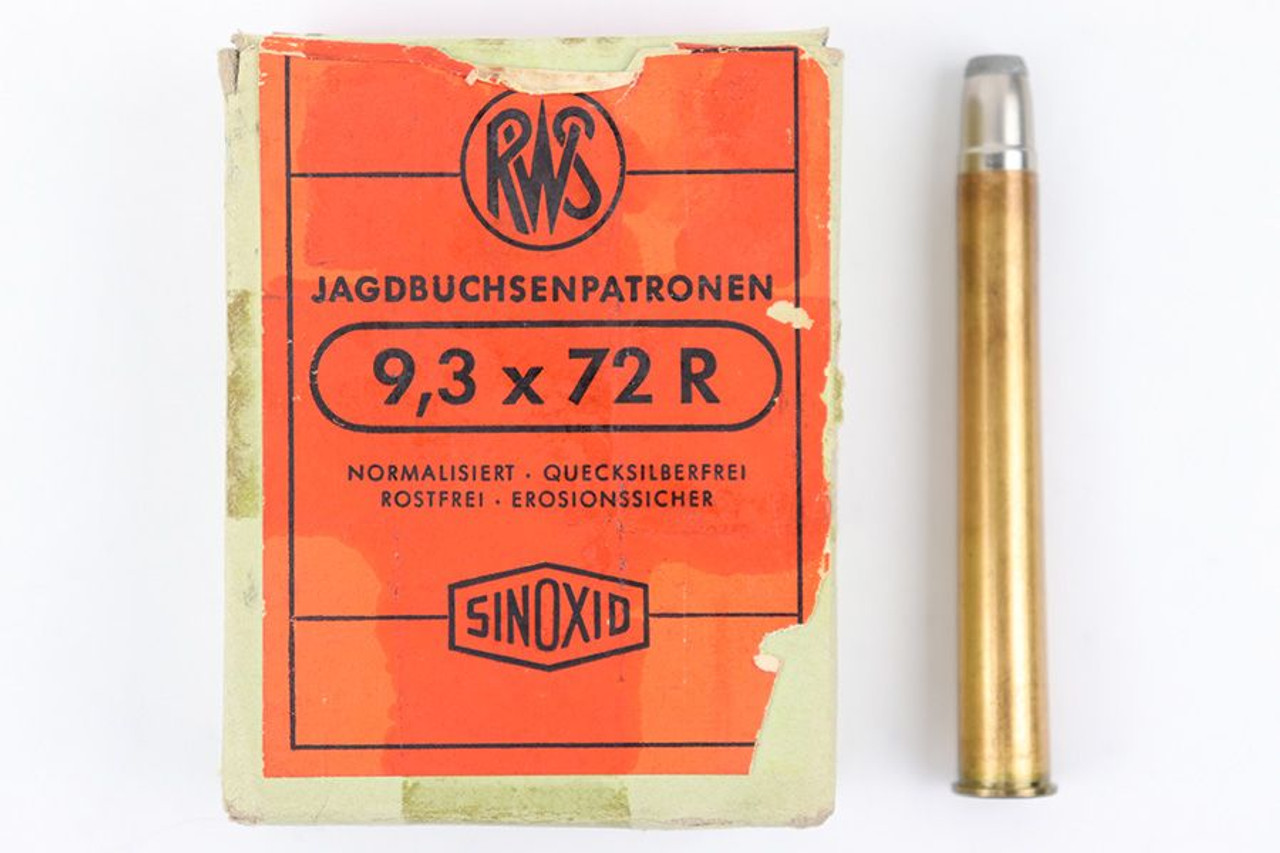 RWS
JAGDBUCHSENPATRONEN
9,3 x 72 R
NORMALISIERT · QUECKSILBERFREI
ROSTFREI · EROSIONSSICHER
SINOXID